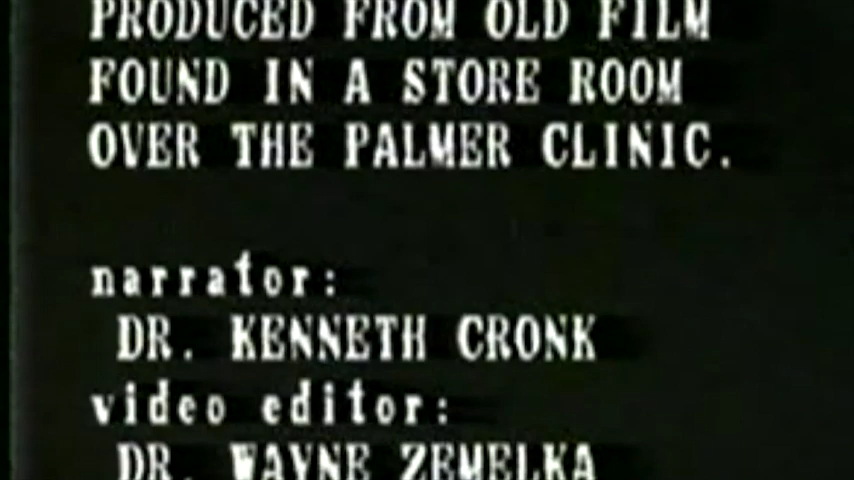 PRODUCED FROM OLD FILM
FOUND IN A STORE ROOM
OVER THE PALMER CLINIC.
narrator:
DR. KENNETH CRONK
video editor:
DR. WAYNE ZEMELKA